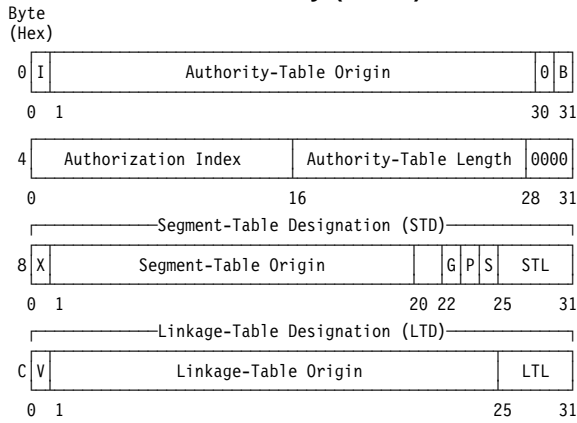 Byte
(Hex)
0 I Authority-Table Origin 0 B
0 1 30 31
4 Authorization Index Authority-Table Length 0000
0 16 28 31
Segment-Table Designation (STD)
8 X Segment-Table Origin G P S STL
0 1 20 22 25 31
Linkage-Table Designation (LTD)
C V Linkage-Table Origin LTL
0 1 25 31